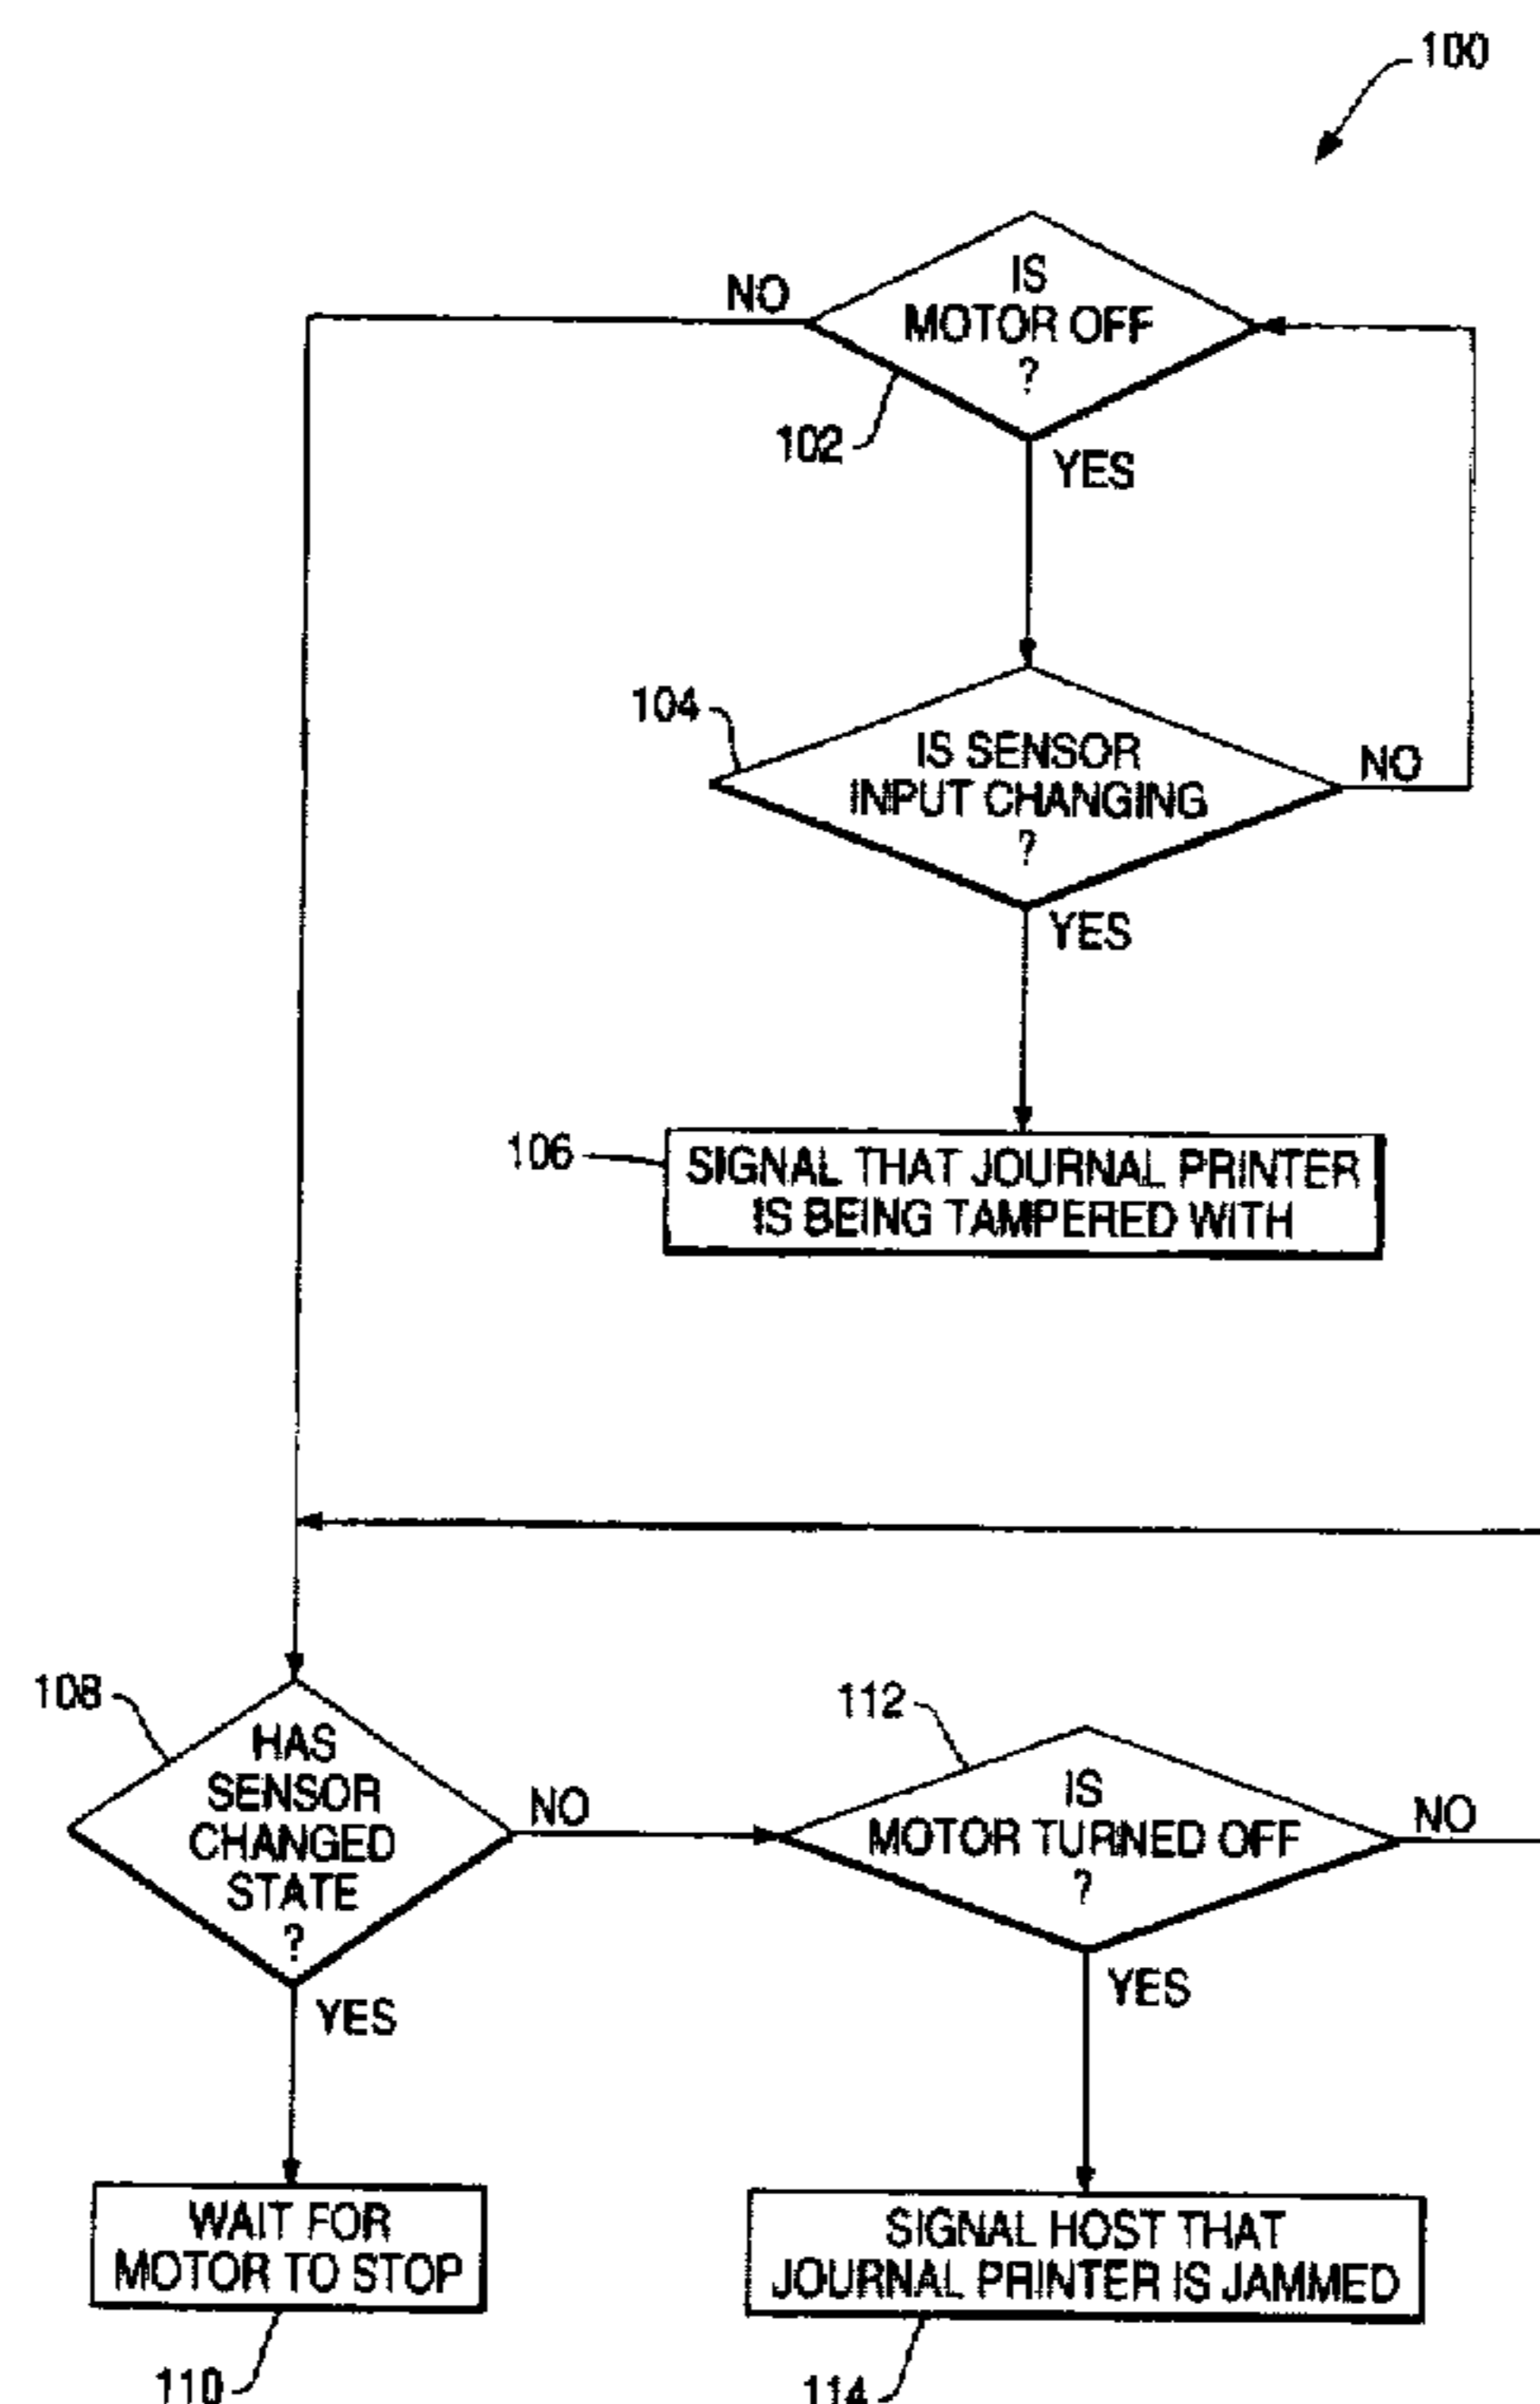 100
IS
MOTOR OFF
?
NO
102
YES
104
IS SENSOR
INPUT CHANGING
?
NO
YES
106
SIGNAL THAT JOURNAL PRINTER
IS BEING TAMPERED WITH
108
HAS
SENSOR
CHANGED
STATE
?
NO
YES
112
IS
MOTOR TURNED OFF
?
NO
YES
WAIT FOR
MOTOR TO STOP
110
SIGNAL HOST THAT
JOURNAL PRINTER IS JAMMED
114